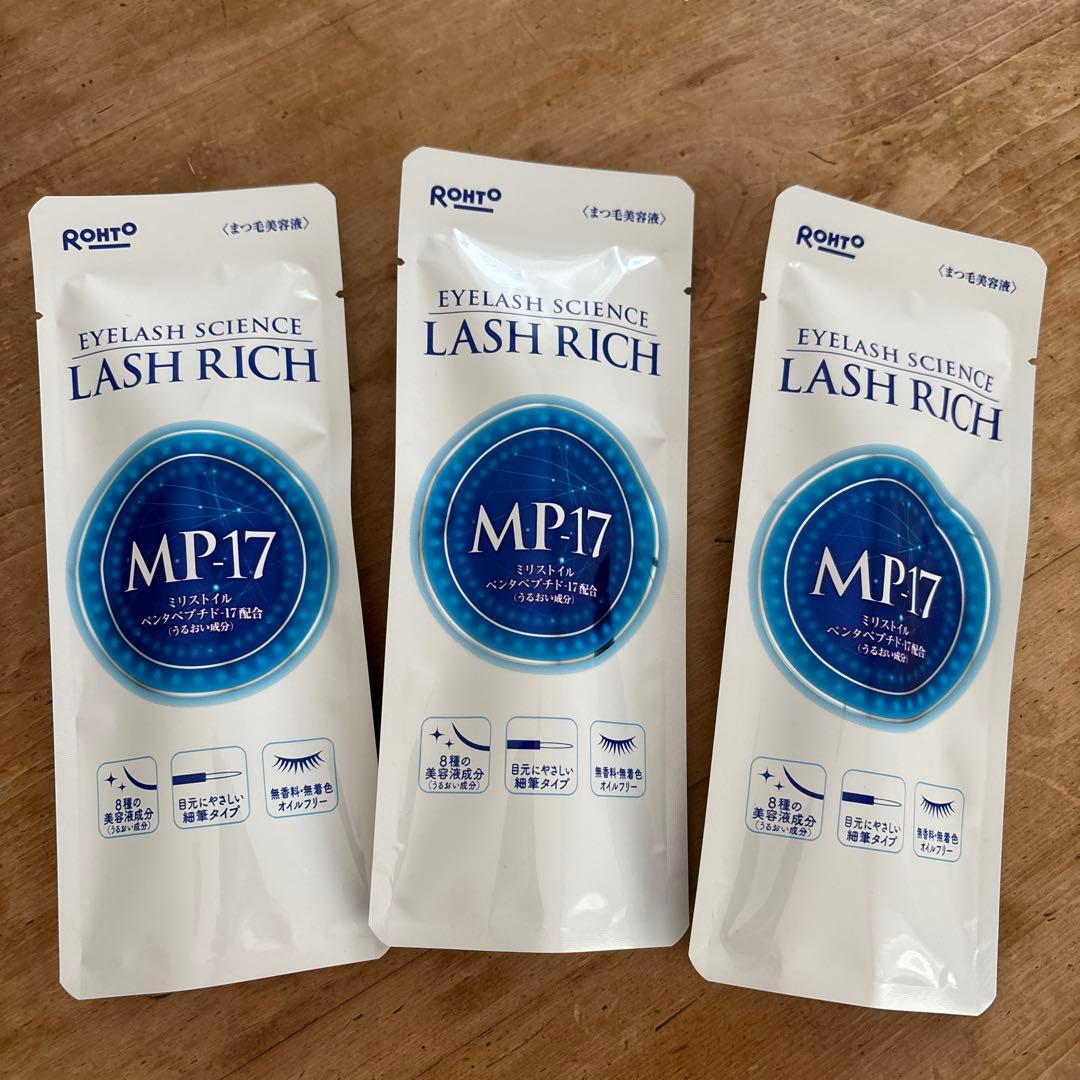 ROHTO
〈まつ毛美容液〉
EYELASH SCIENCE
LASH RICH
MP-17
ミリストイル
ペンタペプチド-17配合
(うるおい成分)
8種の
美容液成分
(うるおい成分)
目元にやさしい
細筆タイプ
無香料・無着色
オイルフリー
ROHTO
〈まつ毛美容液〉
EYELASH SCIENCE
LASH RICH
MP-17
ミリストイル
ペンタペプチド-17配合
(うるおい成分)
8種の
美容液成分
(うるおい成分)
目元にやさしい
細筆タイプ
無香料・無着色
オイルフリー
ROHTO
〈まつ毛美容液〉
EYELASH SCIENCE
LASH RICH
MP-17
ミリストイル
ペンタペプチド-17配合
(うるおい成分)
8種の
美容液成分
(うるおい成分)
目元にやさしい
細筆タイプ
無香料・無着色
オイルフリー